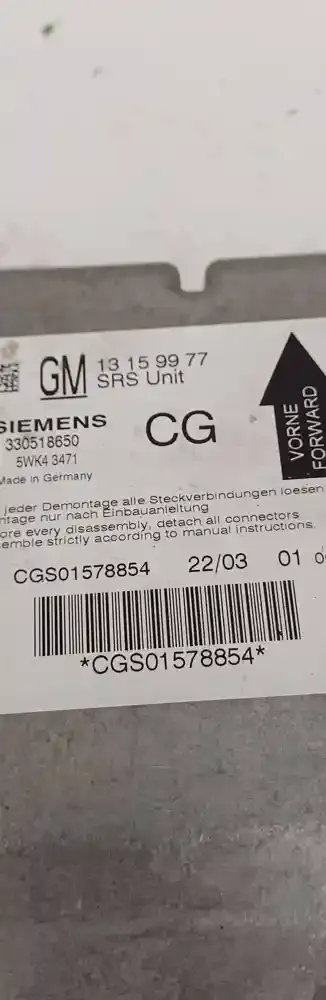 GM 13 15 99 77
SRS Unit
SIEMENS
330518650
5WK4 3471
Made in Germany
CG
VORNE
FORWARD
jeder Demontage alle Steckverbindungen loesen
ntage nur nach Einbauanleitung
ore every disassembly, detach all connectors
emble strictly according to manual instructions.
CGS01578854 22/03 01
*CGS01578854*